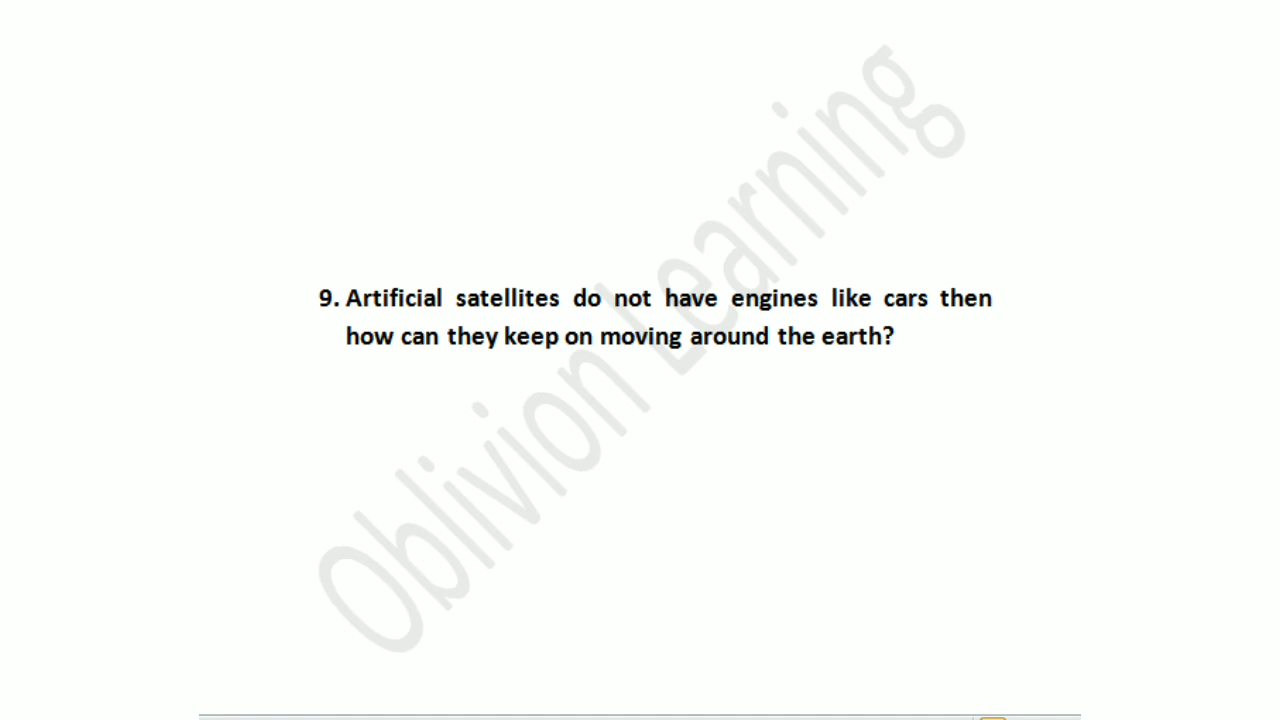 9. Artificial satellites do not have engines like cars then
how can they keep on moving around the earth?
Oblivion Learning